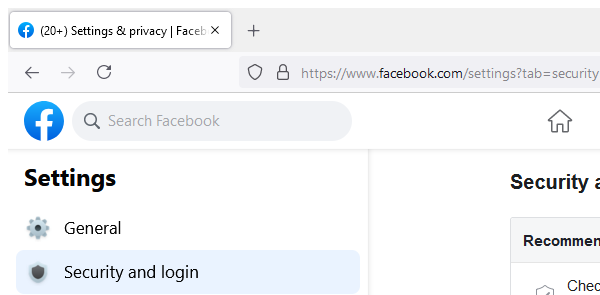 (20+) Settings & privacy | Faceb
https://www.facebook.com/settings?tab=security
Search Facebook
Settings
General
Security and login
Security a
Recommen
Chec